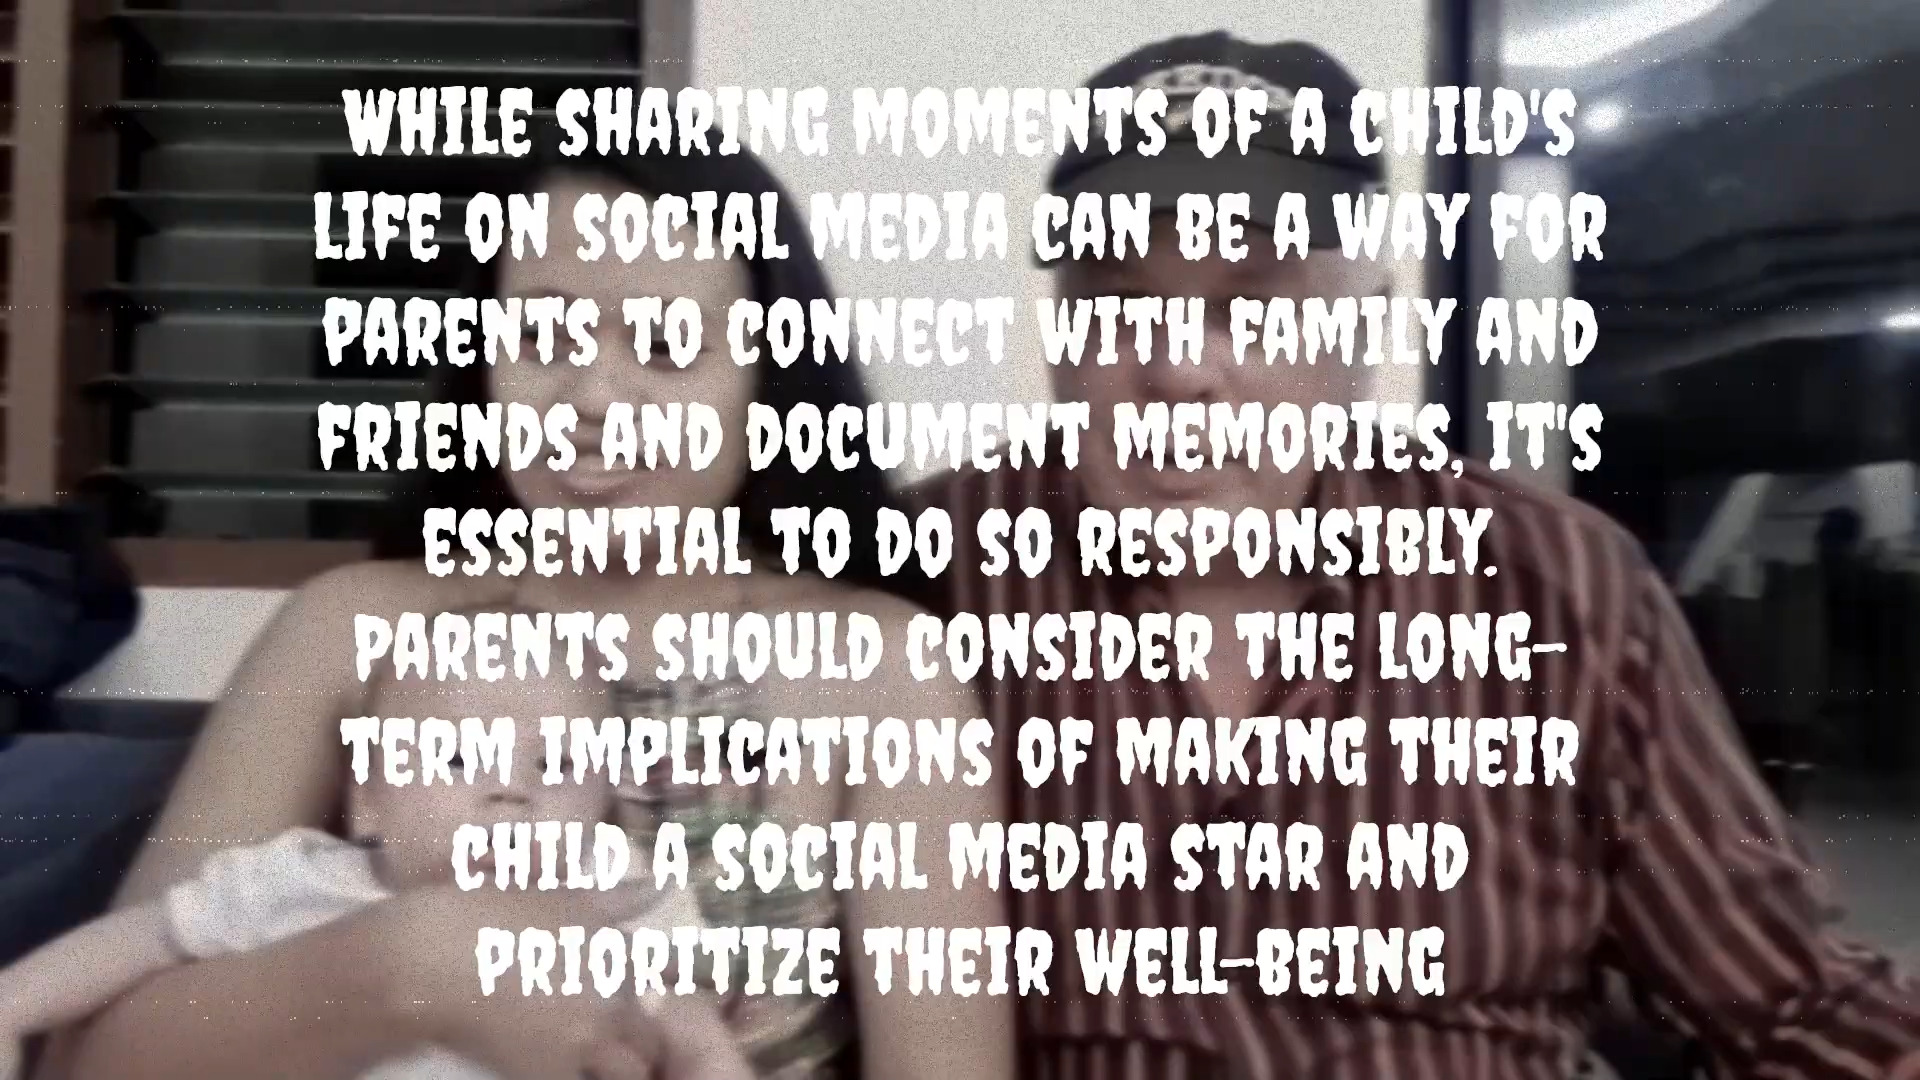 WHILE SHARING MOMENTS OF A CHILD'S
LIFE ON SOCIAL MEDIA CAN BE A WAY FOR
PARENTS TO CONNECT WITH FAMILY AND
FRIENDS AND DOCUMENT MEMORIES, IT'S
ESSENTIAL TO DO SO RESPONSIBLY.
PARENTS SHOULD CONSIDER THE LONG-
TERM IMPLICATIONS OF MAKING THEIR
CHILD A SOCIAL MEDIA STAR AND
PRIORITIZE THEIR WELL-BEING